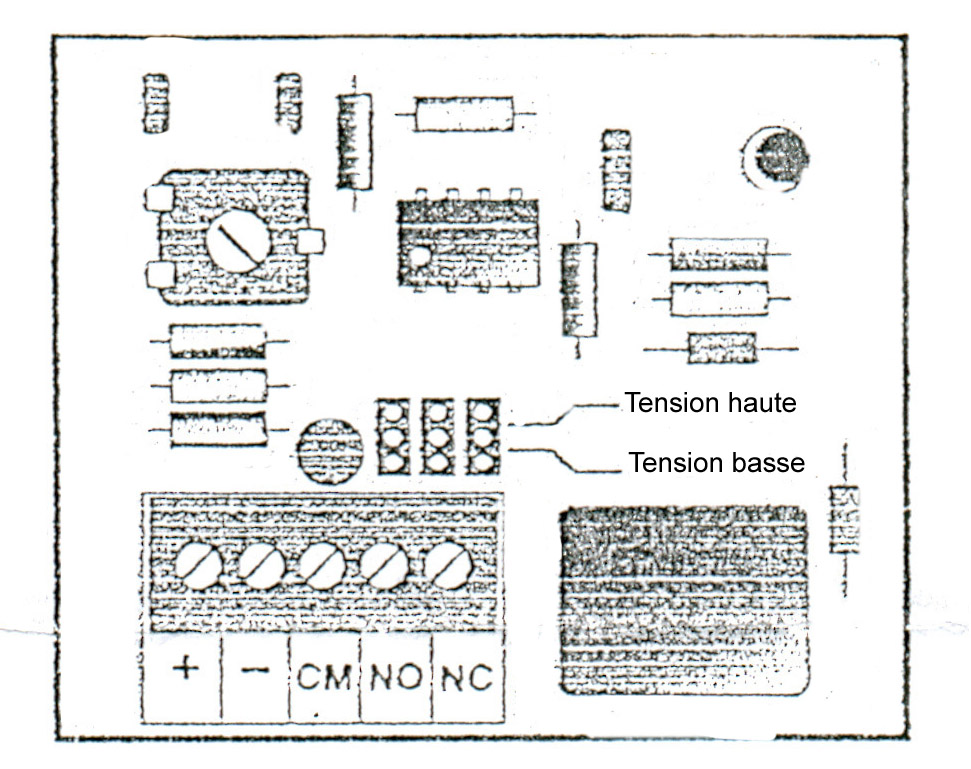 Tension haute
Tension basse
+ − CM NO NC